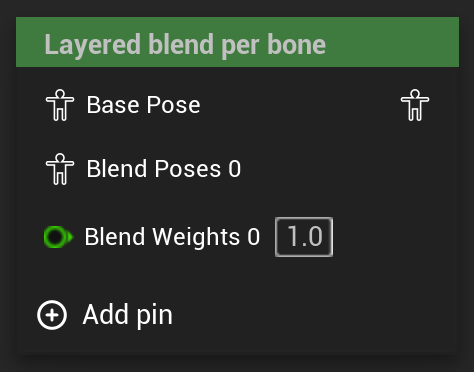 Layered blend per bone
Base Pose
Blend Poses 0
Blend Weights 0 1.0
Add pin